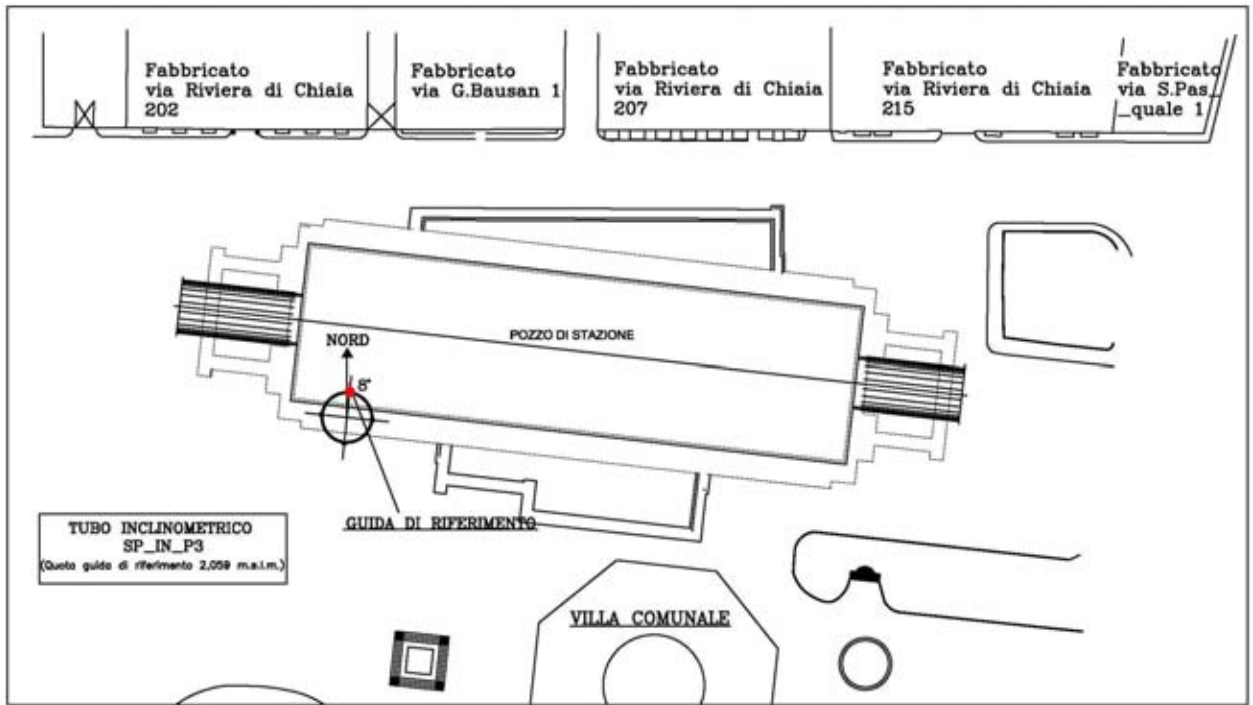 Fabbricato
via Riviera di Chiaia
202
Fabbricato
via G.Bausan 1
Fabbricato
via Riviera di Chiaia
207
Fabbricato
via Riviera di Chiaia
215
Fabbricato
via S.Pas_
_quale 1
POZZO DI STAZIONE
NORD
8°
GUIDA DI RIFERIMENTO
TUBO INCLINOMETRICO
SP_IN_P3
(Quota guida di riferimento 2,059 m.s.l.m.)
VILLA COMUNALE